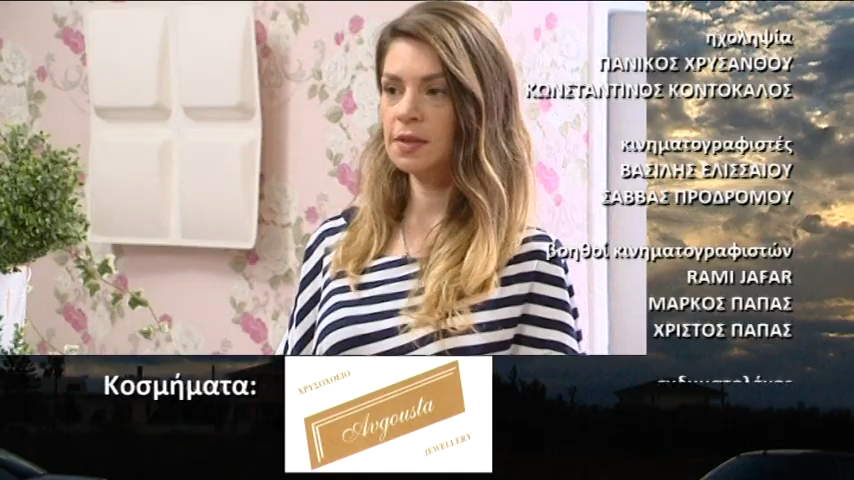 ηχοληψία
ΠΑΝΙΚΟΣ ΧΡΥΣΑΝΘΟΥ
ΚΩΝΣΤΑΝΤΙΝΟΣ ΚΟΝΤΟΚΑΛΟΣ
κινηματογραφιστές
ΒΑΣΙΛΗΣ ΕΛΙΣΣΑΙΟΥ
ΣΑΒΒΑΣ ΠΡΟΔΡΟΜΟΥ
βοηθοί κινηματογραφιστών
RAMI JAFAR
ΜΑΡΚΟΣ ΠΑΠΑΣ
ΧΡΙΣΤΟΣ ΠΑΠΑΣ
Κοσμήματα:
ΧΡΥΣΟΧΟΕΙΟ
Avgousta
JEWELLERY